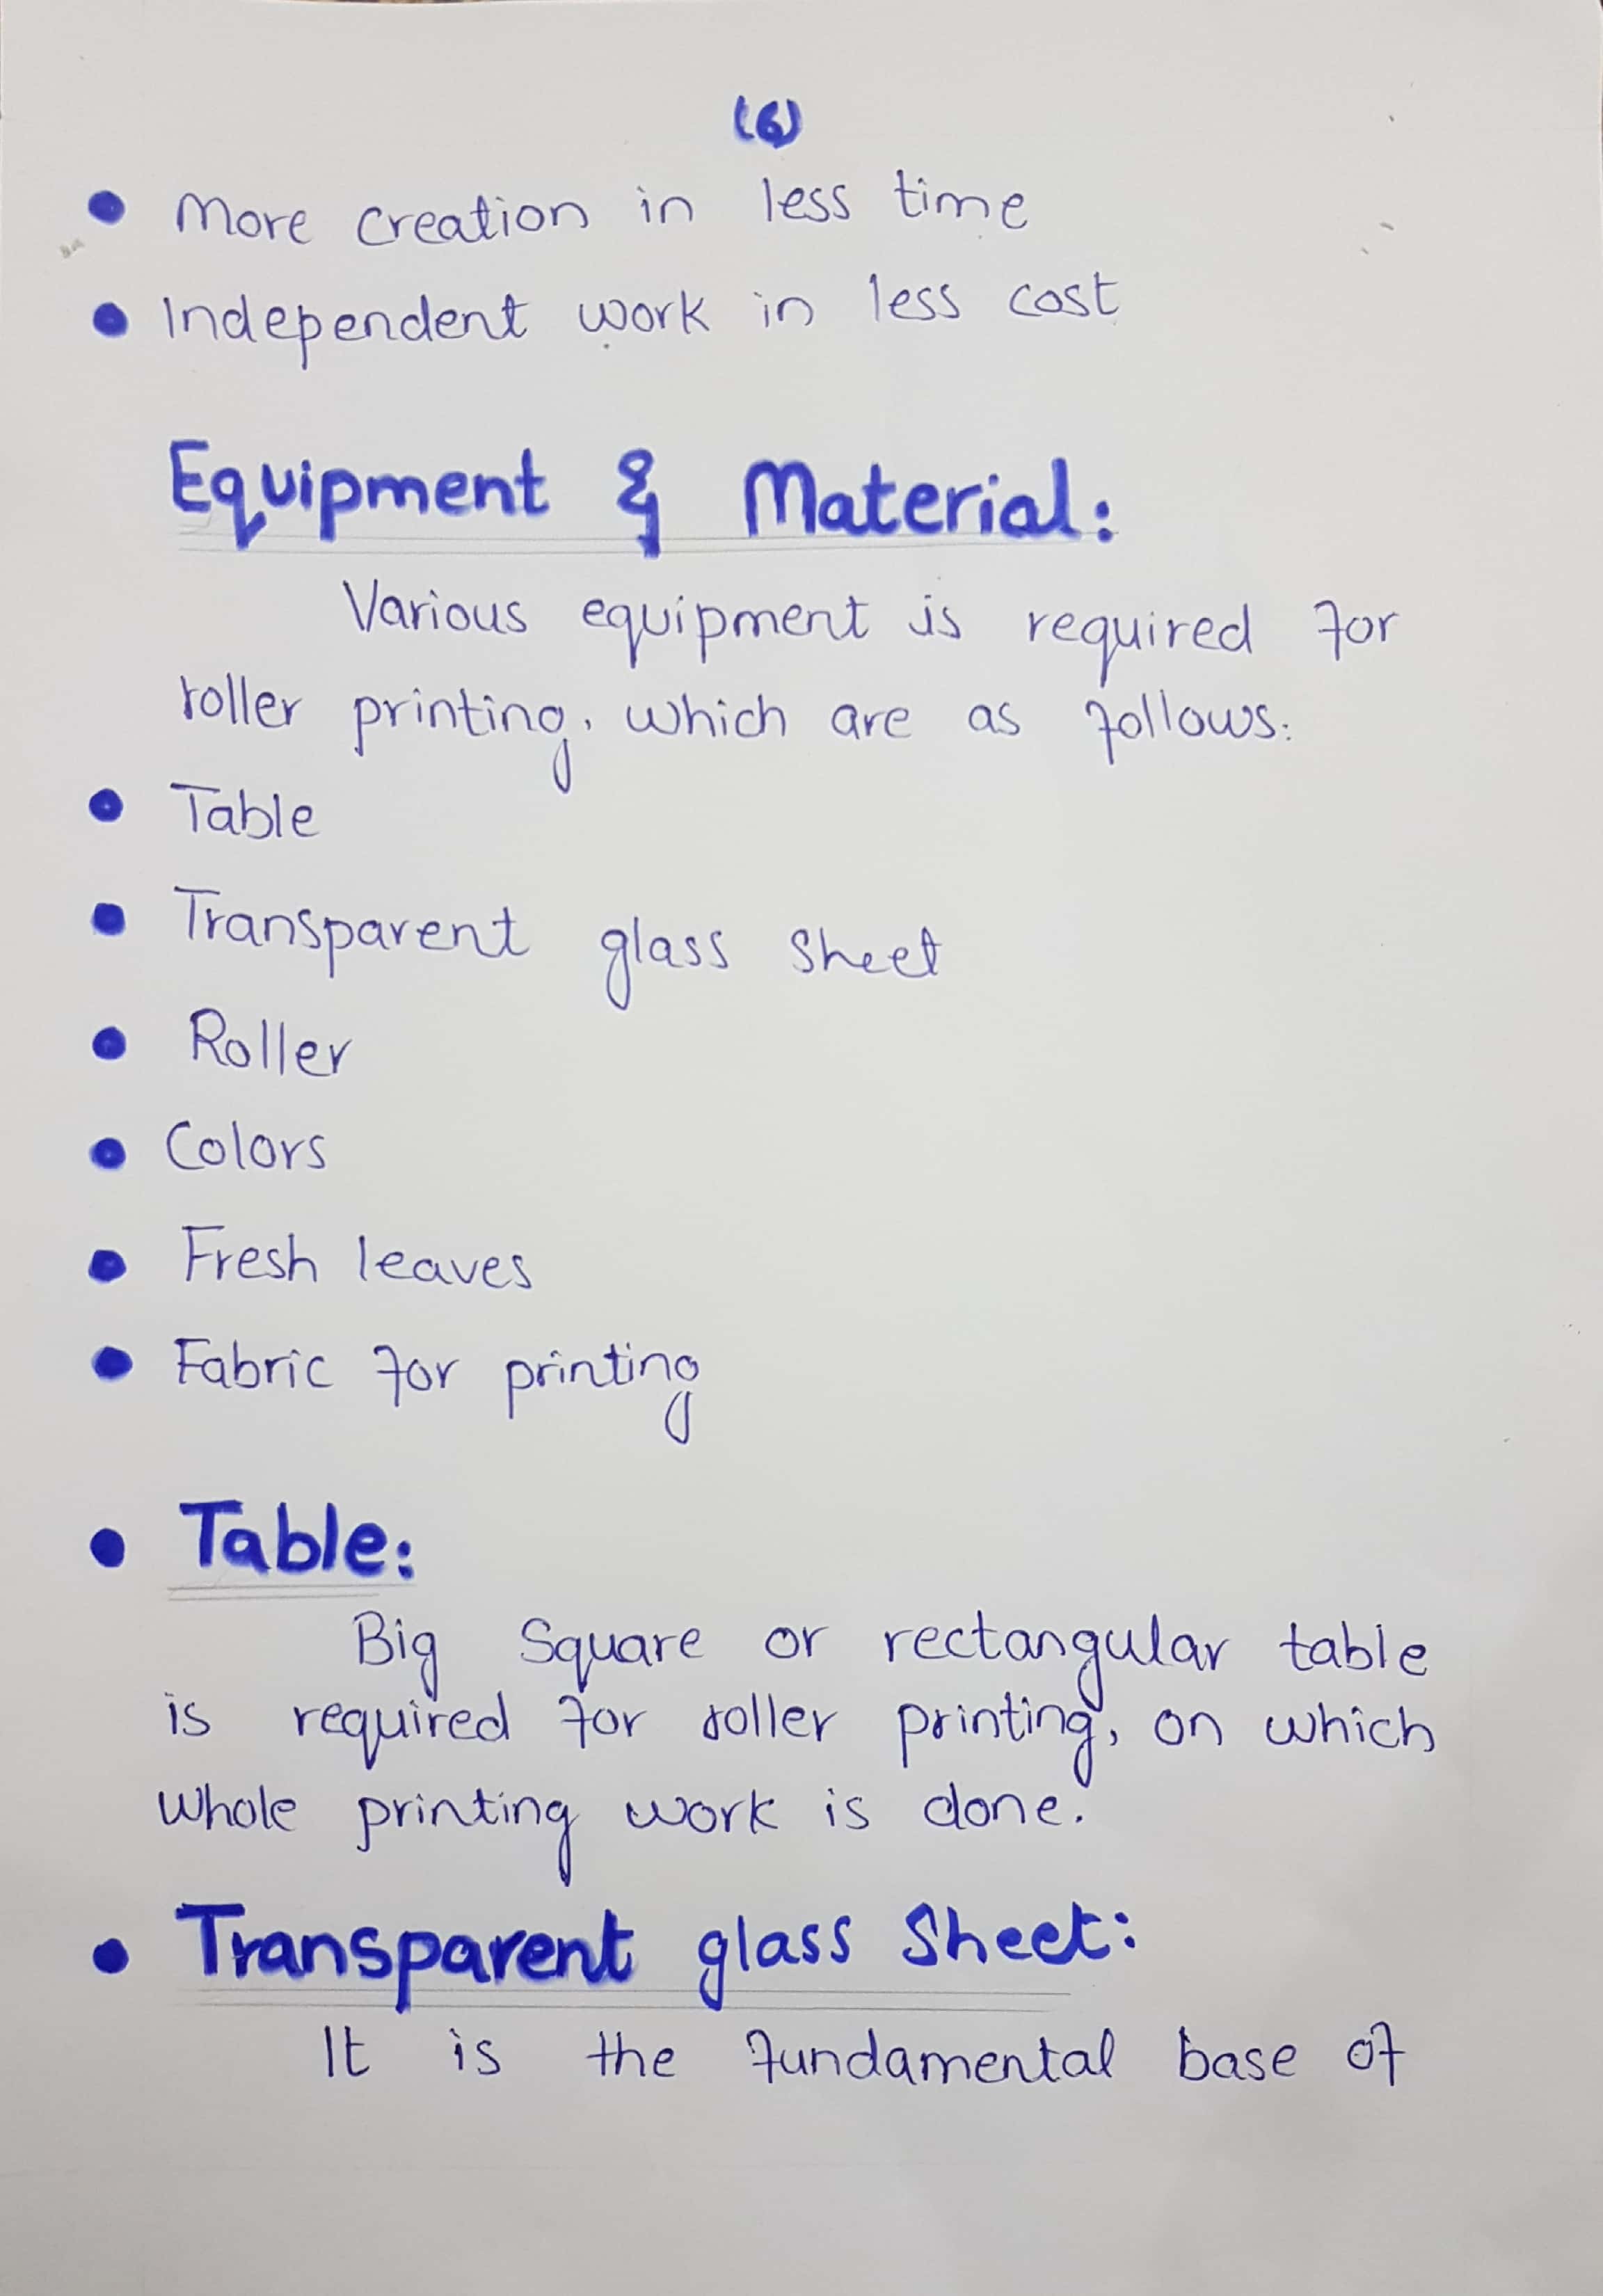 (6)
• More creation in less time
• Independent work in less cost
Equipment & Material:
Various equipment is required for
roller printing, which are as follows:
• Table
• Transparent glass sheet
• Roller
• Colors
• Fresh leaves
• Fabric for printing
• Table:
Big Square or rectangular table
is required for roller printing, on which
whole printing work is done.
• Transparent glass Sheet:
It is the fundamental base of